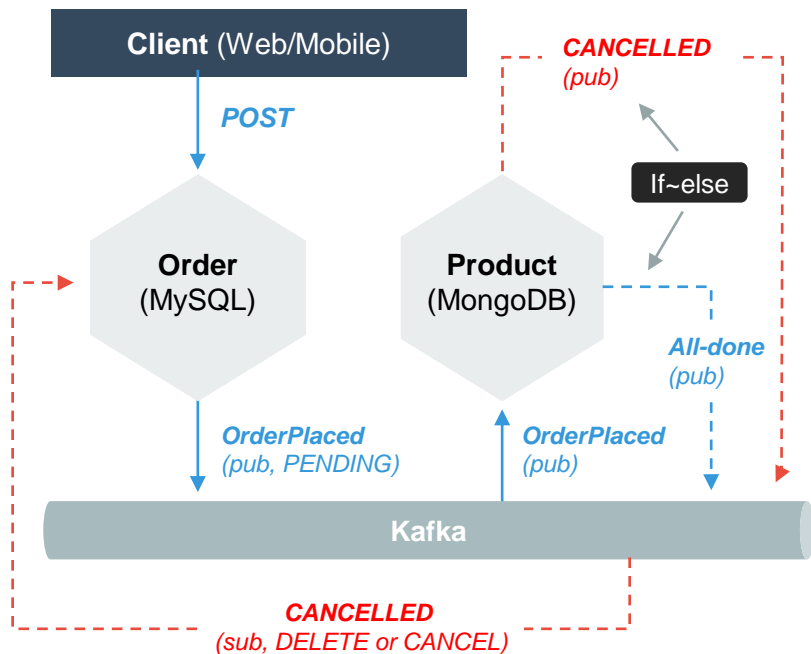 Client (Web/Mobile)
CANCELLED
(pub)
POST
If~else
Order
(MySQL)
Product
(MongoDB)
All-done
(pub)
OrderPlaced
(pub, PENDING)
OrderPlaced
(pub)
Kafka
CANCELLED
(sub, DELETE or CANCEL)